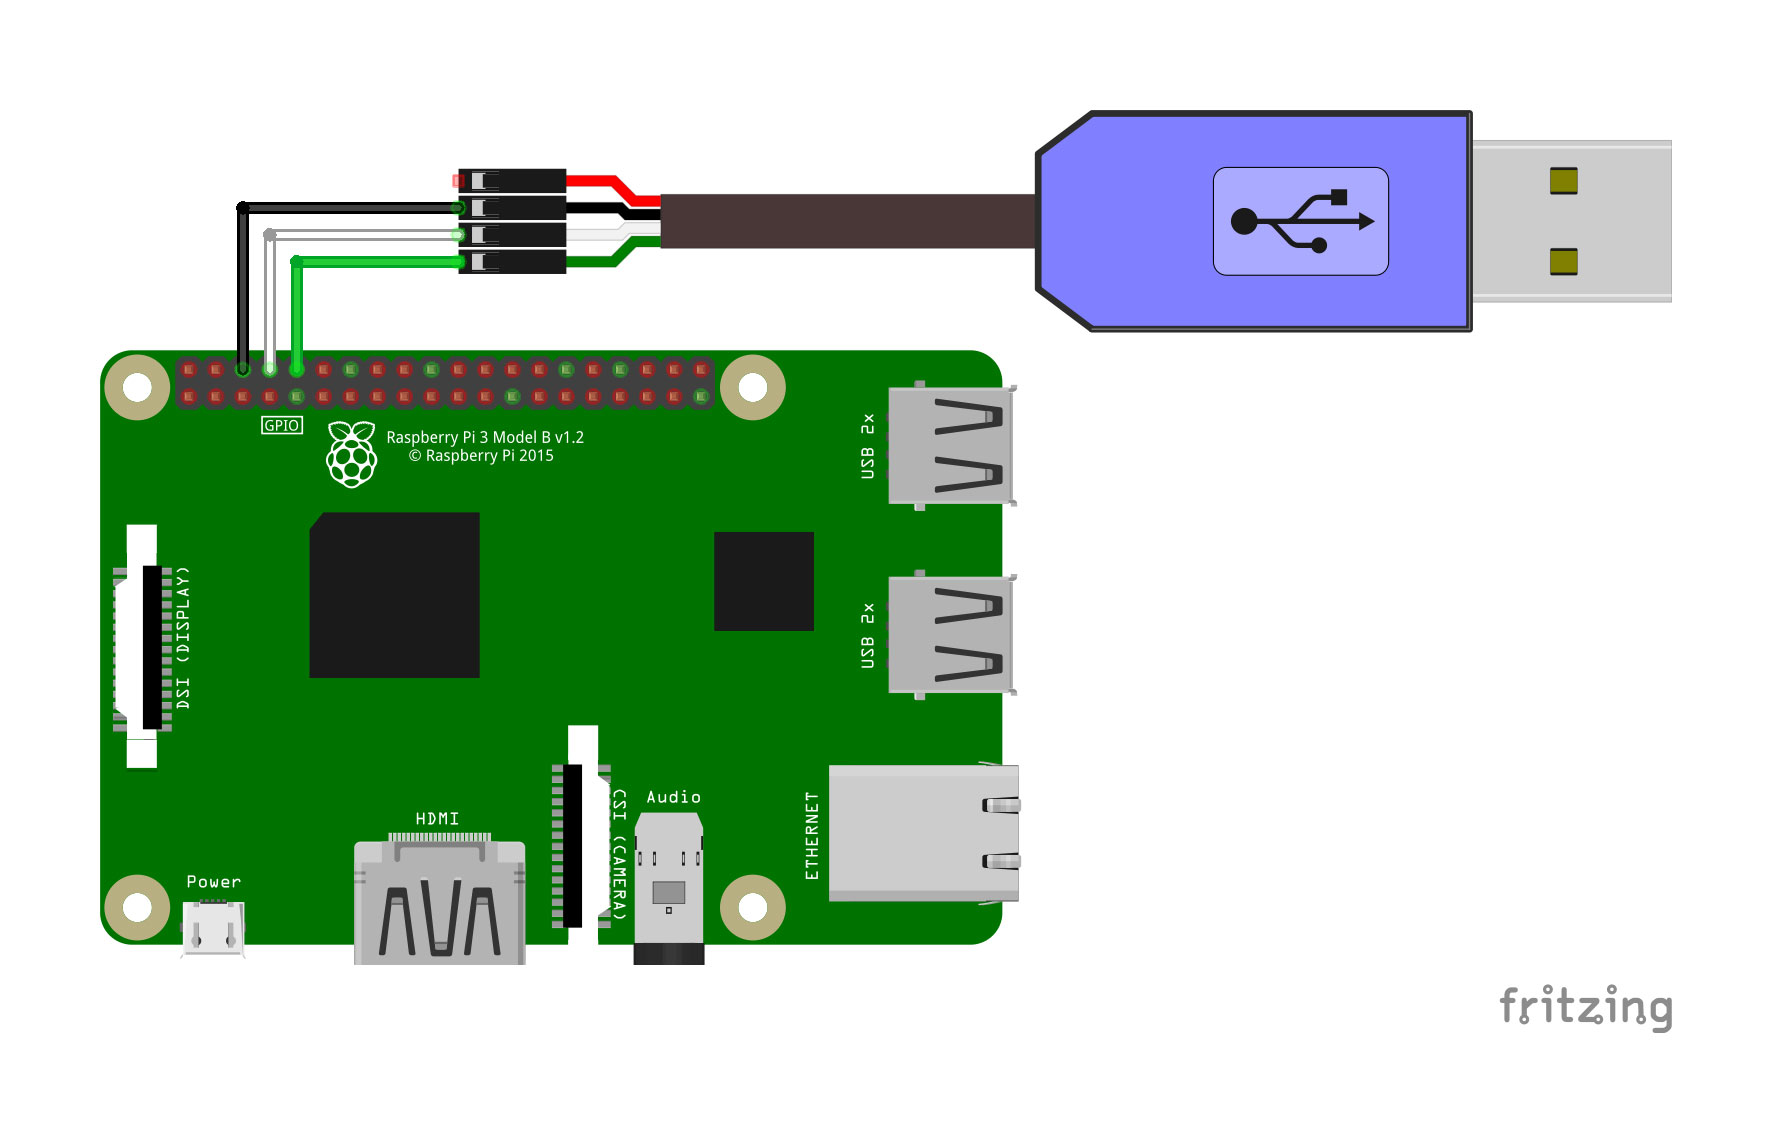 GPIO
Raspberry Pi 3 Model B v1.2
© Raspberry Pi 2015
USB 2x
DSI (DISPLAY)
USB 2x
Audio
CSI (CAMERA)
ETHERNET
HDMI
Power
fritzing